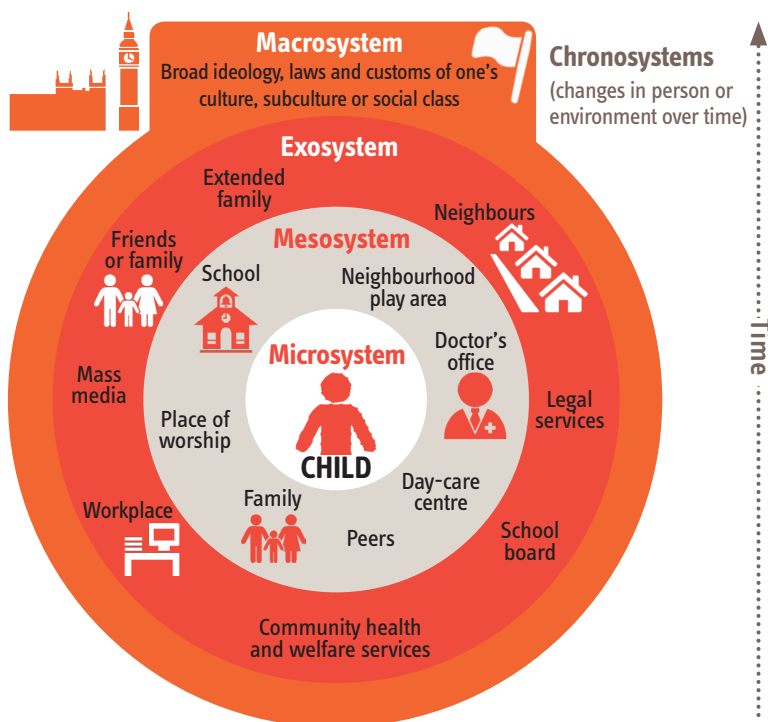 Macrosystem
Broad ideology, laws and customs of one’s
culture, subculture or social class
Chronosystems
(changes in person or
environment over time)
Exosystem
Extended
family
Neighbours
Friends
or family
Mesosystem
School
Neighbourhood
play area
Microsystem
Doctor’s
office
Mass
media
Legal
services
Place of
worship
CHILD
Day-care
centre
Family
Peers
Workplace
School
board
Community health
and welfare services
Time